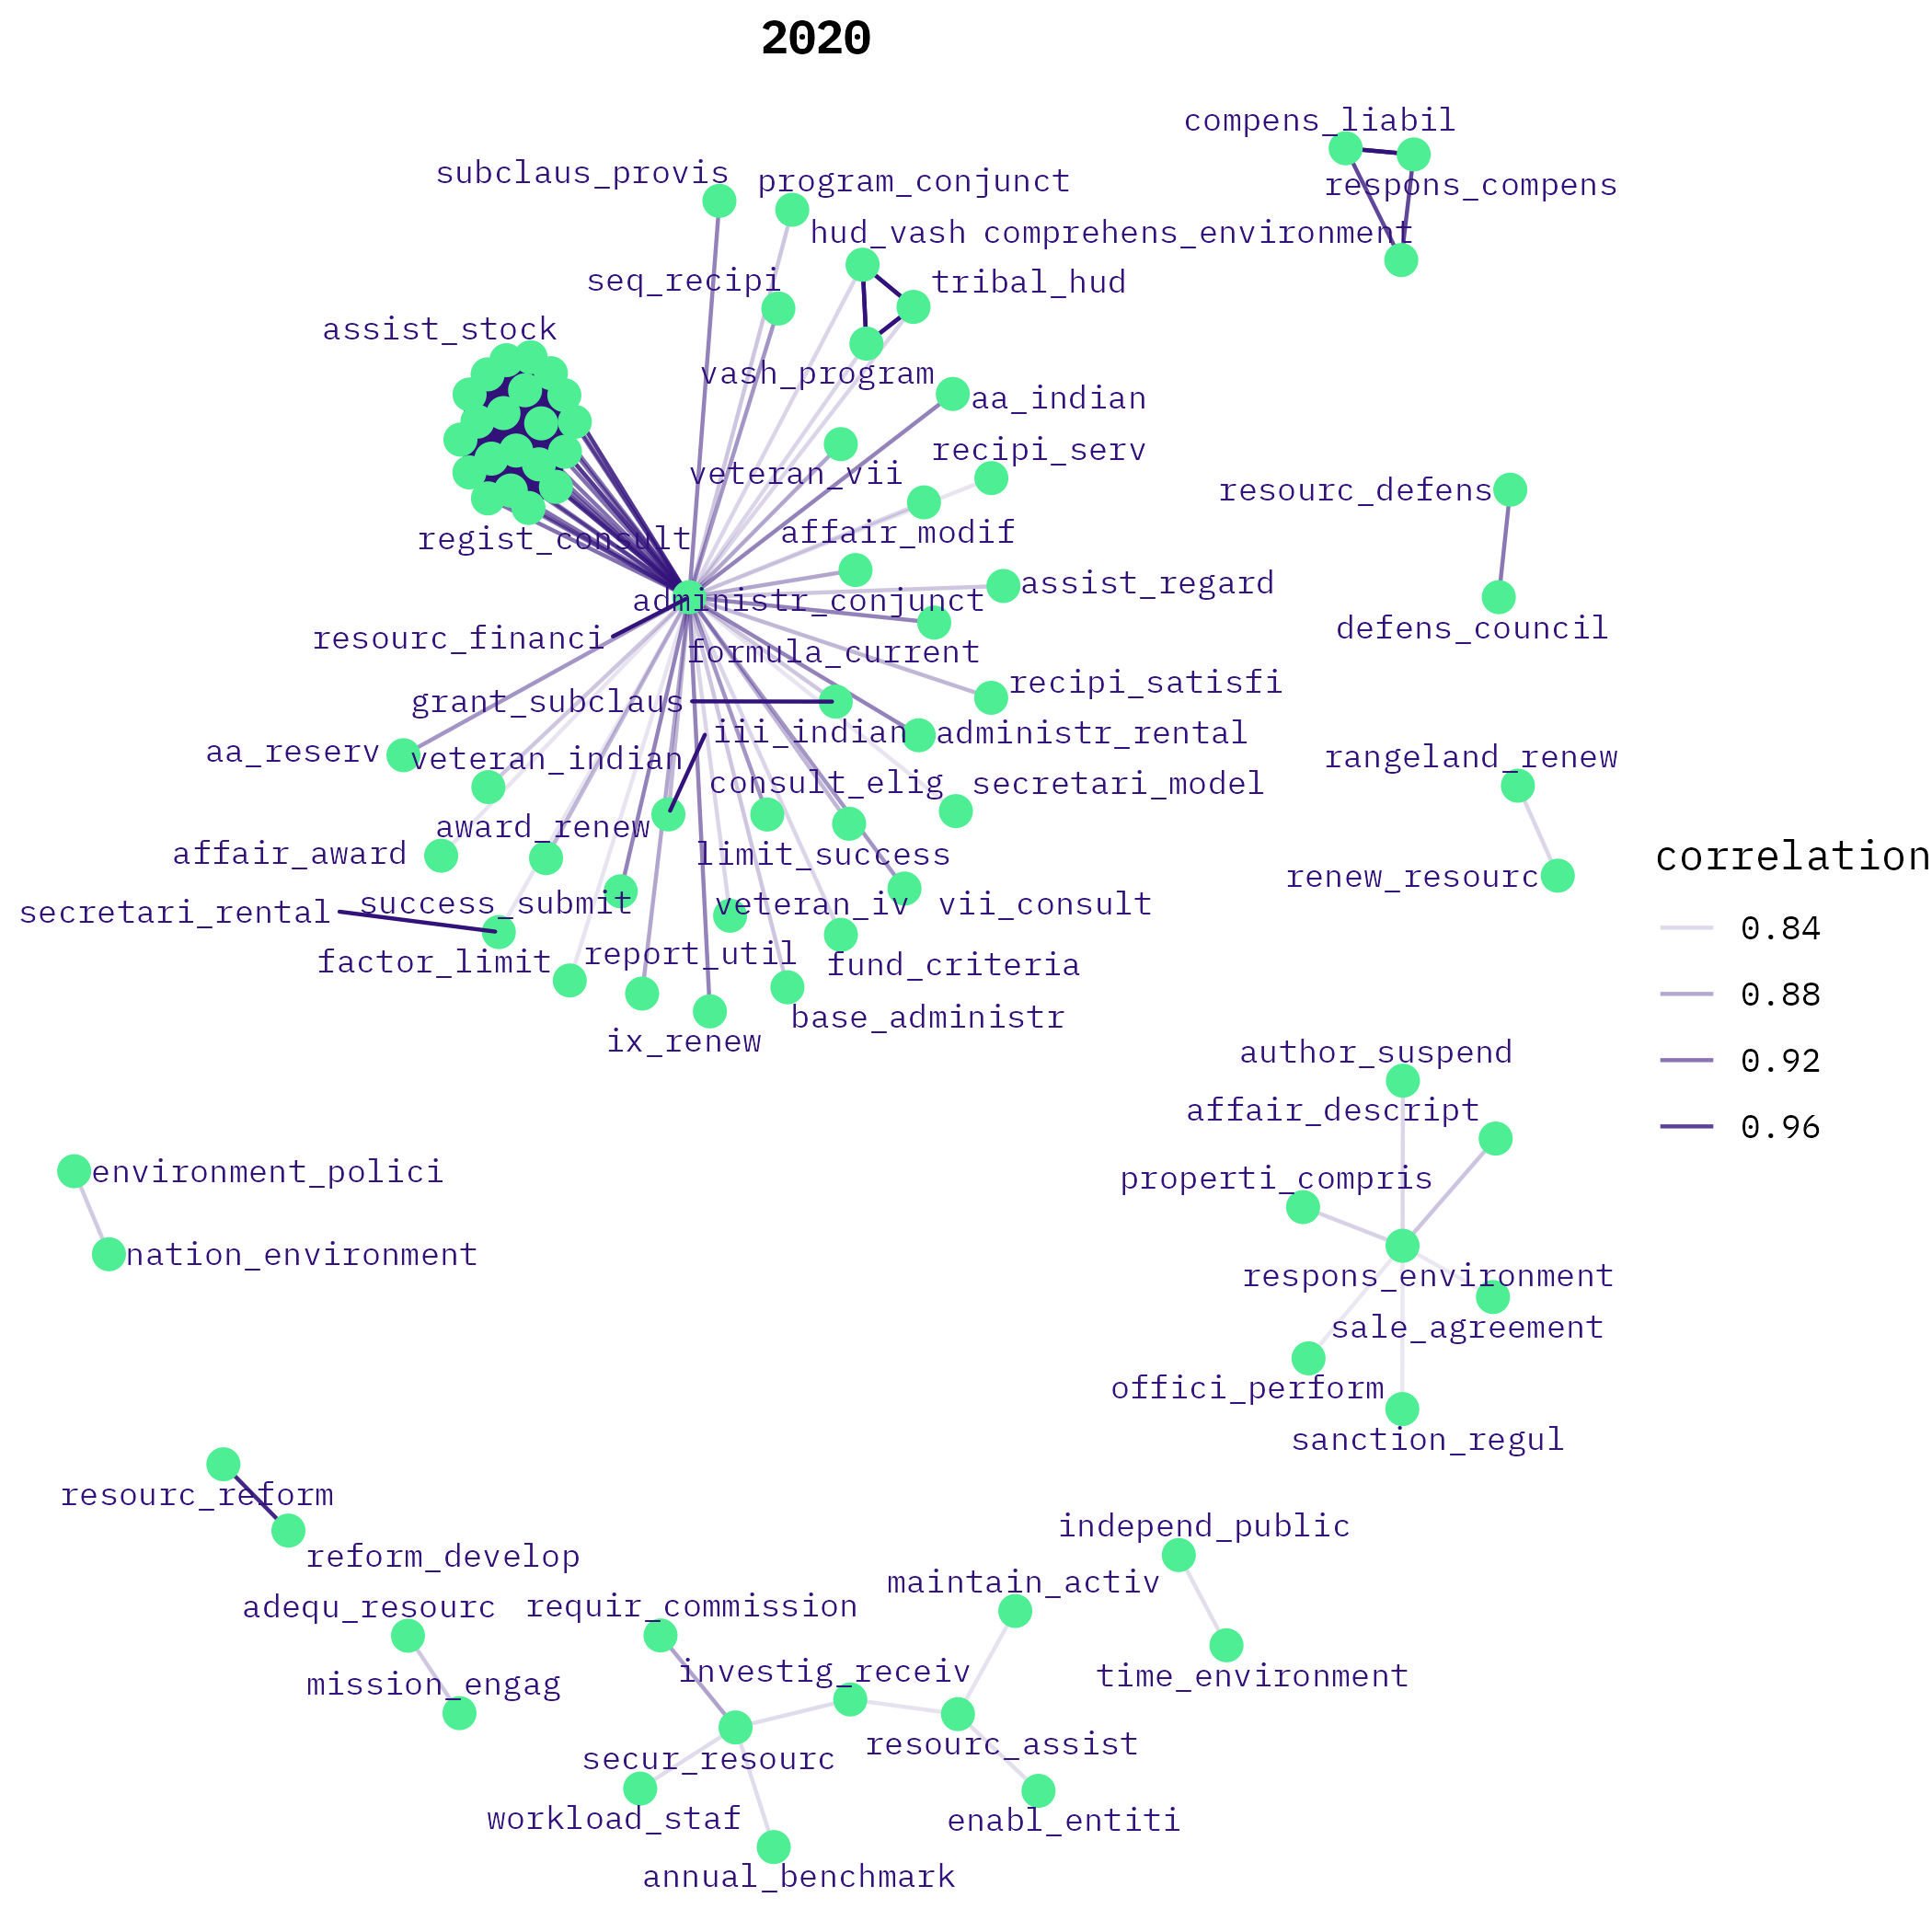 2020
compens_liabil
subclaus_provis
program_conjunct
respons_compens
hud_vash
comprehens_environment
seq_recipi
tribal_hud
assist_stock
vash_program
aa_indian
recipi_serv
veteran_vii
resourc_defens
affair_modif
regist_consult
assist_regard
administr_conjunct
defens_council
resourc_financi
formula_current
recipi_satisfi
grant_subclaus
iii_indian
administr_rental
aa_reserv
veteran_indian
rangeland_renew
consult_elig
secretari_model
award_renew
affair_award
limit_success
correlation
renew_resourc
success_submit
veteran_iv
vii_consult
secretari_rental
0.84
factor_limit
report_util
fund_criteria
0.88
base_administr
ix_renew
author_suspend
0.92
affair_descript
0.96
environment_polici
properti_compris
nation_environment
respons_environment
sale_agreement
offici_perform
sanction_regul
resourc_reform
independ_public
reform_develop
maintain_activ
adequ_resourc
requir_commission
investig_receiv
time_environment
mission_engag
resourc_assist
secur_resourc
workload_staf
enabl_entiti
annual_benchmark